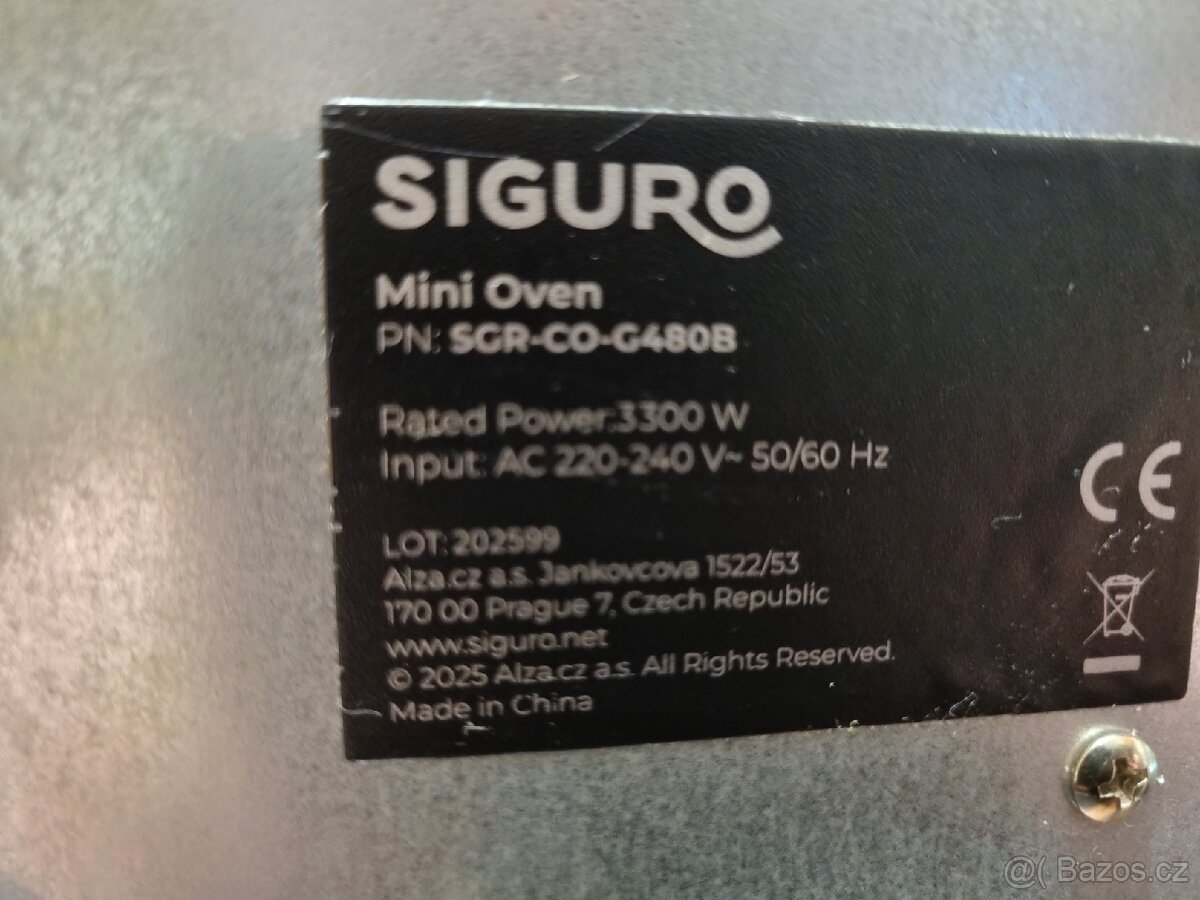 SIGURO
Mini Oven
PN: SGR-CO-G480B
Rated Power:3300 W
Input: AC 220-240 V~ 50/60 Hz
CE
LOT: 202599
Alza.cz a.s. Jankovcova 1522/53
170 00 Prague 7, Czech Republic
www.siguro.net
© 2025 Alza.cz a.s. All Rights Reserved.
Made in China
@( Bazos.cz